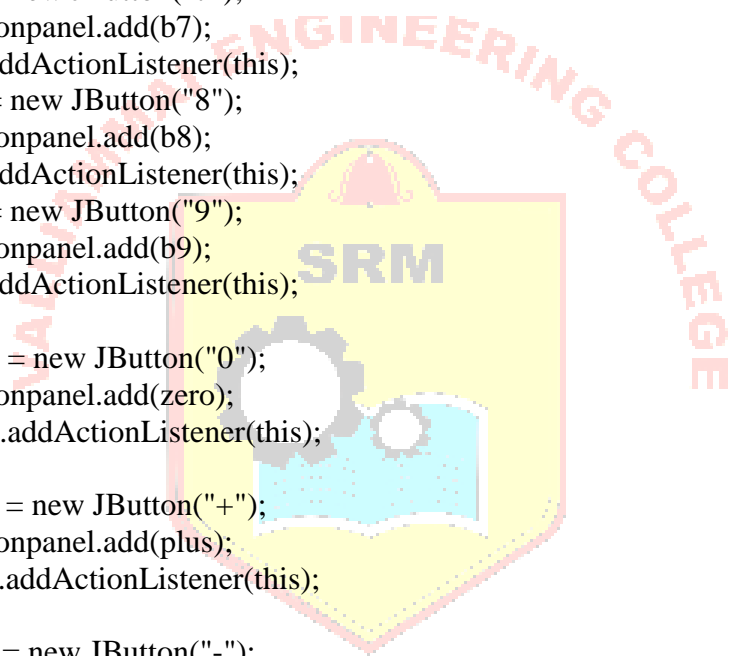 onpanel.add(b7);
ddActionListener(this);
= new JButton("8");
onpanel.add(b8);
ddActionListener(this);
= new JButton("9");
onpanel.add(b9);
ddActionListener(this);
= new JButton("0");
onpanel.add(zero);
.addActionListener(this);
= new JButton("+");
onpanel.add(plus);
.addActionListener(this);
= new JButton("-");
VALLIAMMAI ENGINEERING COLLEGE
SRM